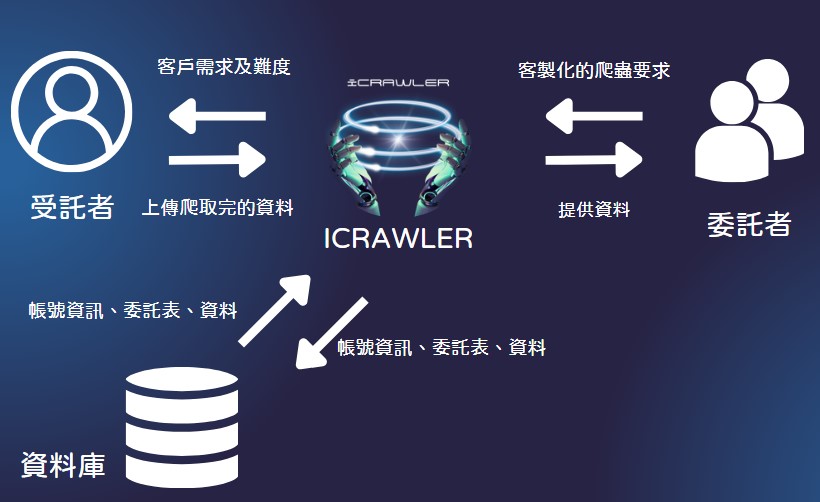 客戶需求及難度
ICRAWLER
客製化的爬蟲要求
受託者
上傳爬取完的資料
ICRAWLER
提供資料
委託者
帳號資訊、委託表、資料
帳號資訊、委託表、資料
資料庫